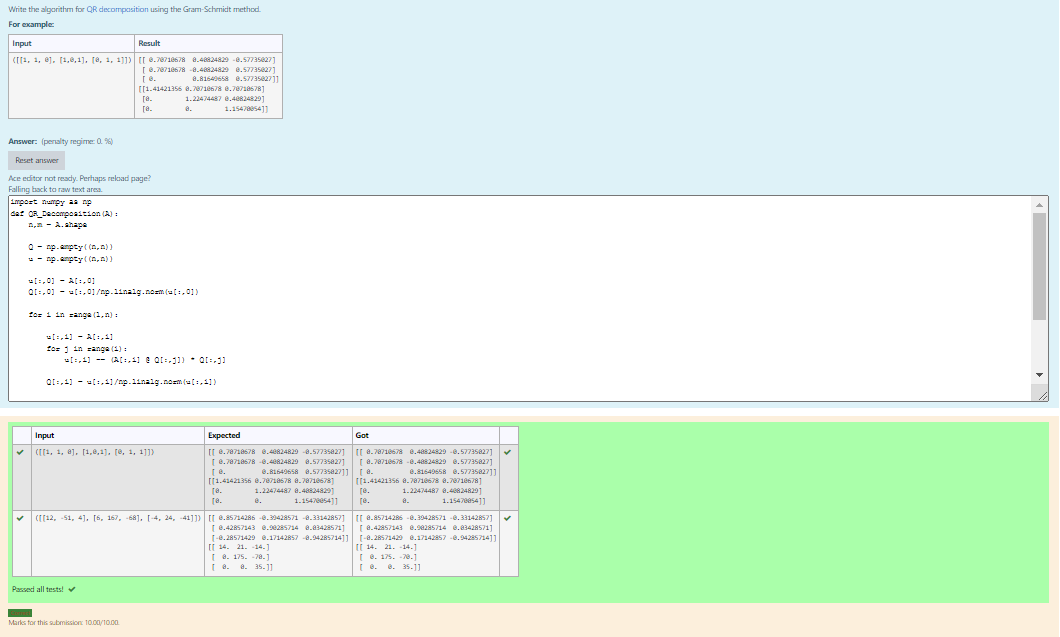 Write the algorithm for QR decomposition using the Gram-Schmidt method.
For example:
Input Result
([[1, 1, 0], [1,0,1], [0, 1, 1]]) [[ 0.70710678 0.40824829 -0.57735027]
[ 0.70710678 -0.40824829 0.57735027]
[ 0. 0.81649658 0.57735027]]
[[1.41421356 0.70710678 0.70710678]
[0. 1.22474487 0.40824829]
[0. 0. 1.15470054]]
Answer: (penalty regime: 0. %)
Reset answer
Ace editor not ready. Perhaps reload page?
Falling back to raw text area.
import numpy as np
def QR_Decomposition(A):
n,m = A.shape
Q = np.empty((n,n))
u = np.empty((n,n))
u[:,0] = A[:,0]
Q[:,0] = u[:,0]/np.linalg.norm(u[:,0])
for i in range(1,n):
u[:,i] = A[:,i]
for j in range(i):
u[:,i] -= (A[:,i] @ Q[:,j]) * Q[:,j]
Q[:,i] = u[:,i]/np.linalg.norm(u[:,i])
Input Expected Got
([[1, 1, 0], [1,0,1], [0, 1, 1]]) [[ 0.70710678 0.40824829 -0.57735027] [[ 0.70710678 0.40824829 -0.57735027]
[ 0.70710678 -0.40824829 0.57735027] [ 0.70710678 -0.40824829 0.57735027]
[ 0. 0.81649658 0.57735027]] [ 0. 0.81649658 0.57735027]]
[[1.41421356 0.70710678 0.70710678] [[1.41421356 0.70710678 0.70710678]
[0. 1.22474487 0.40824829] [0. 1.22474487 0.40824829]
[0. 0. 1.15470054]] [0. 0. 1.15470054]]
([[12, -51, 4], [6, 167, -68], [-4, 24, -41]]) [[ 0.85714286 -0.39428571 -0.33142857] [[ 0.85714286 -0.39428571 -0.33142857]
[ 0.42857143 0.90285714 0.03428571] [ 0.42857143 0.90285714 0.03428571]
[-0.28571429 0.17142857 -0.94285714]] [-0.28571429 0.17142857 -0.94285714]]
[[ 14. 21. -14.] [[ 14. 21. -14.]
[ 0. 175. -70.] [ 0. 175. -70.]
[ 0. 0. 35.]] [ 0. 0. 35.]]
Passed all tests!
Marks for this submission: 10.00/10.00.